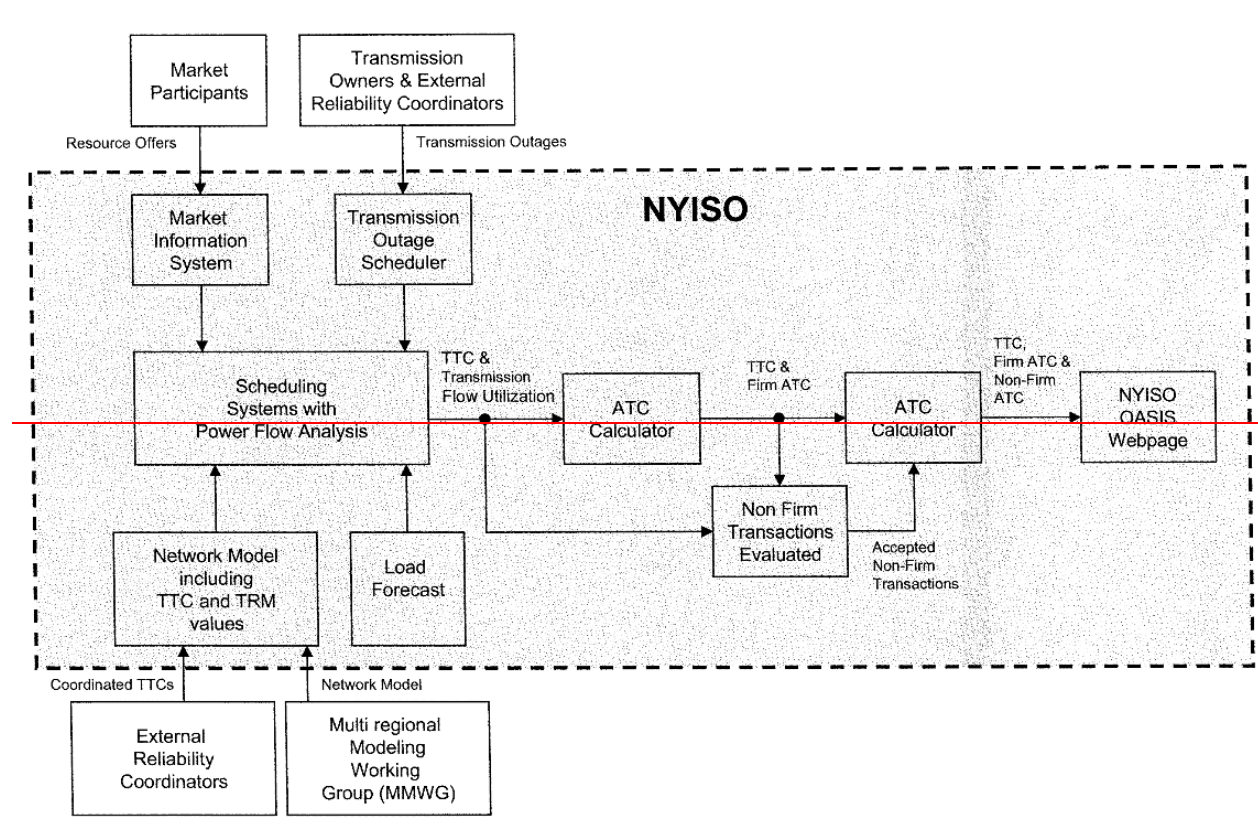 Market
Participants
Transmission
Owners & External
Reliability Coordinators
Resource Offers
Transmission Outages
NYISO
Market
Information
System
Transmission
Outage
Scheduler
Scheduling
Systems with
Power Flow Analysis
TTC &
Transmission
Flow Utilization
ATC
Calculator
TTC &
Firm ATC
ATC
Calculator
TTC,
Firm ATC &
Non-Firm
ATC
NYISO
OASIS
Webpage
Network Model
including
TTC and TRM
values
Load
Forecast
Non Firm
Transactions
Evaluated
Accepted
Non-Firm
Transactions
Coordinated TTCs
Network Model
External
Reliability
Coordinators
Multi regional
Modeling
Working
Group (MMWG)